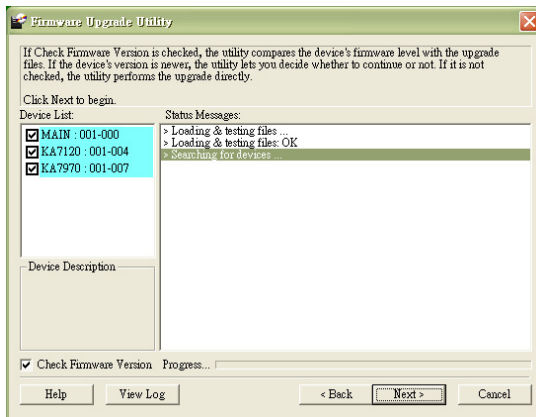 Firmware Upgrade Utility
If Check Firmware Version is checked, the utility compares the device's firmware level with the upgrade
files. If the device's version is newer, the utility lets you decide whether to continue or not. If it is not
checked, the utility performs the upgrade directly.
Click Next to begin.
Device List:
MAIN : 001-000
KA7120 : 001-004
KA7970 : 001-007
Status Messages:
> Loading & testing files ...
> Loading & testing files: OK
> Searching for devices ...
Device Description
Check Firmware Version
Progress...
Help
View Log
< Back
Next >
Cancel